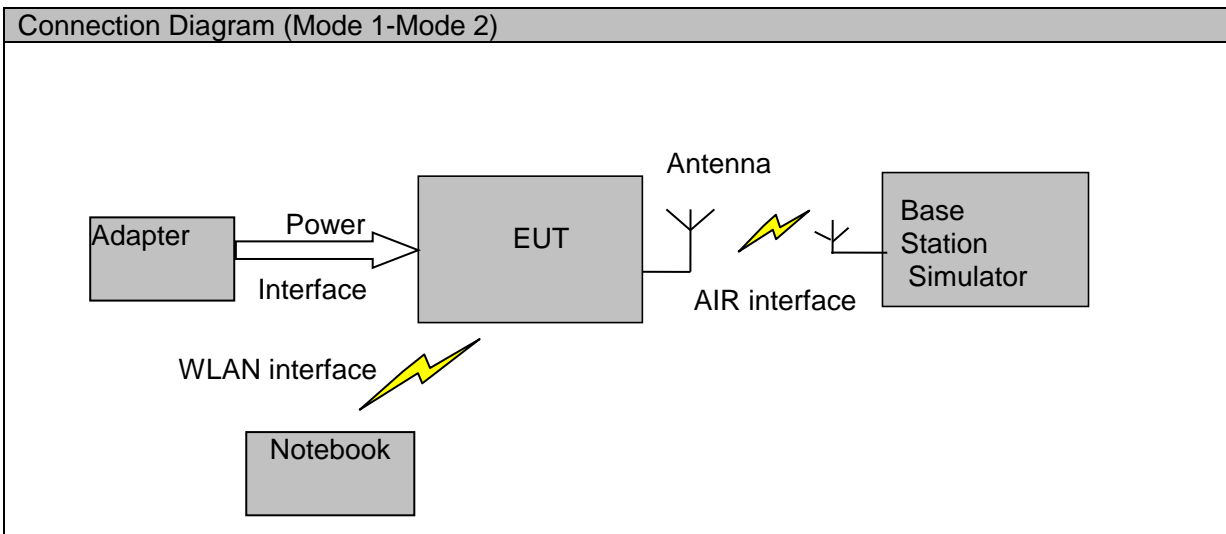 Connection Diagram (Mode 1-Mode 2)
Antenna
Adapter
Power
Interface
EUT
Base
Station
Simulator
AIR interface
WLAN interface
Notebook